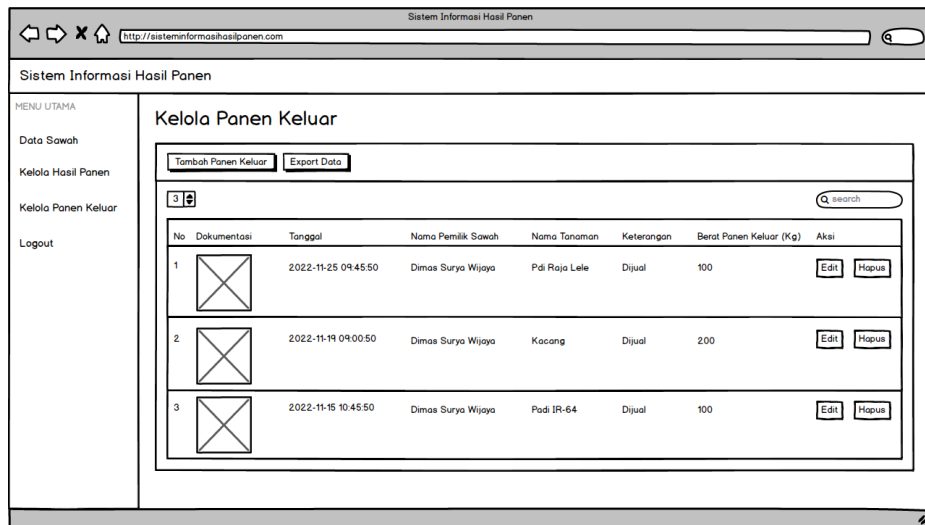 Sistem Informasi Hasil Panen
http://sisteminformasihasilpanen.com
Sistem Informasi Hasil Panen
MENU UTAMA
Data Sawah
Kelola Hasil Panen
Kelola Panen Keluar
Logout
Kelola Panen Keluar
Tambah Panen Keluar Export Data
3 search
No Dokumentasi Tanggal Nama Pemilik Sawah Nama Tanaman Keterangan Berat Panen Keluar (Kg) Aksi
1 2022-11-25 09:45:50 Dimas Surya Wijaya Pdi Raja Lele Dijual 100 Edit Hapus
2 2022-11-19 09:00:50 Dimas Surya Wijaya Kacang Dijual 200 Edit Hapus
3 2022-11-15 10:45:50 Dimas Surya Wijaya Padi IR-64 Dijual 100 Edit Hapus